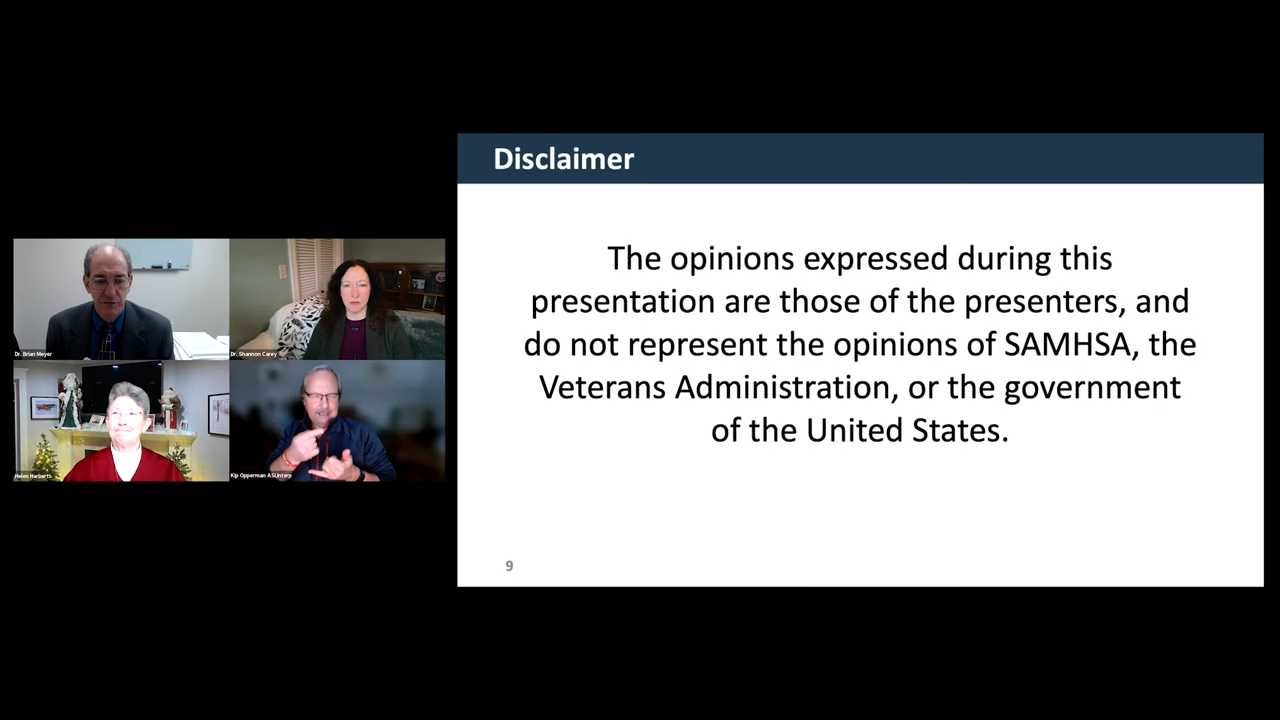 Disclaimer
The opinions expressed during this
presentation are those of the presenters, and
do not represent the opinions of SAMHSA, the
Veterans Administration, or the government
of the United States.
9
Dr. Brian Meyer
Dr. Shannon Carey
Helen Harberts
Kip Opperman ASLInterp